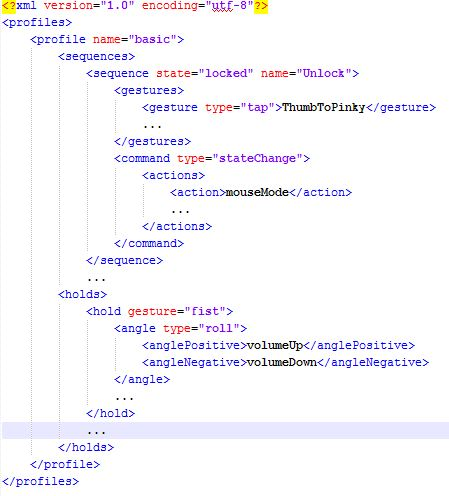 <?xml version="1.0" encoding="utf-8"?>
<profiles>
<profile name="basic">
<sequences>
<sequence state="locked" name="Unlock">
<gestures>
<gesture type="tap">ThumbToPinky</gesture>
...
</gestures>
<command type="stateChange">
<actions>
<action>mouseMode</action>
...
</actions>
</command>
</sequence>
...
<holds>
<hold gesture="fist">
<angle type="roll">
<anglePositive>volumeUp</anglePositive>
<angleNegative>volumeDown</angleNegative>
</angle>
...
</hold>
...
</holds>
</profile>
</profiles>